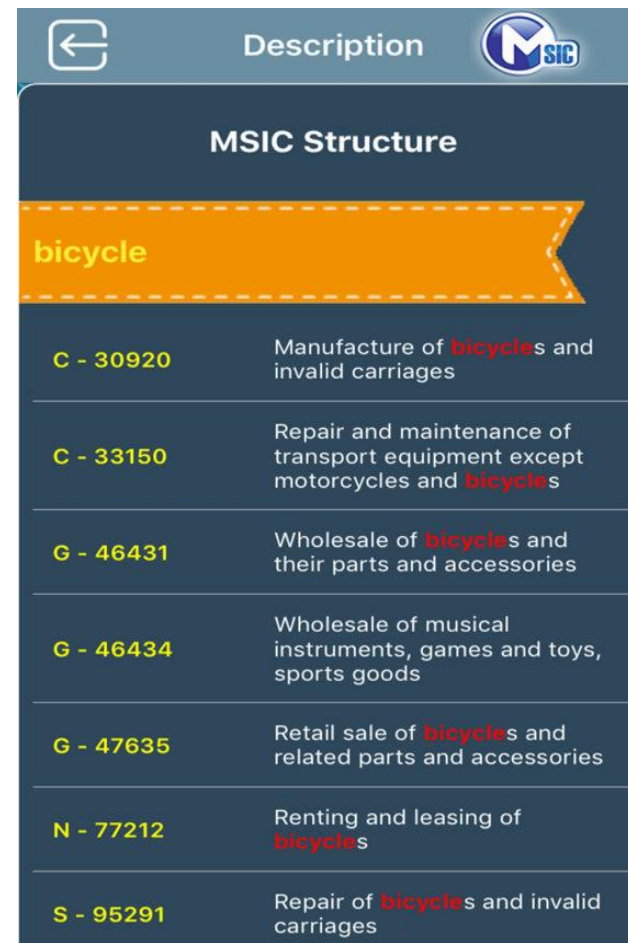 Description
MSIC
MSIC Structure
bicycle
C - 30920
Manufacture of bicycles and
invalid carriages
C - 33150
Repair and maintenance of
transport equipment except
motorcycles and bicycles
G - 46431
Wholesale of bicycles and
their parts and accessories
G - 46434
Wholesale of musical
instruments, games and toys,
sports goods
G - 47635
Retail sale of bicycles and
related parts and accessories
N - 77212
Renting and leasing of
bicycles
S - 95291
Repair of bicycles and invalid
carriages